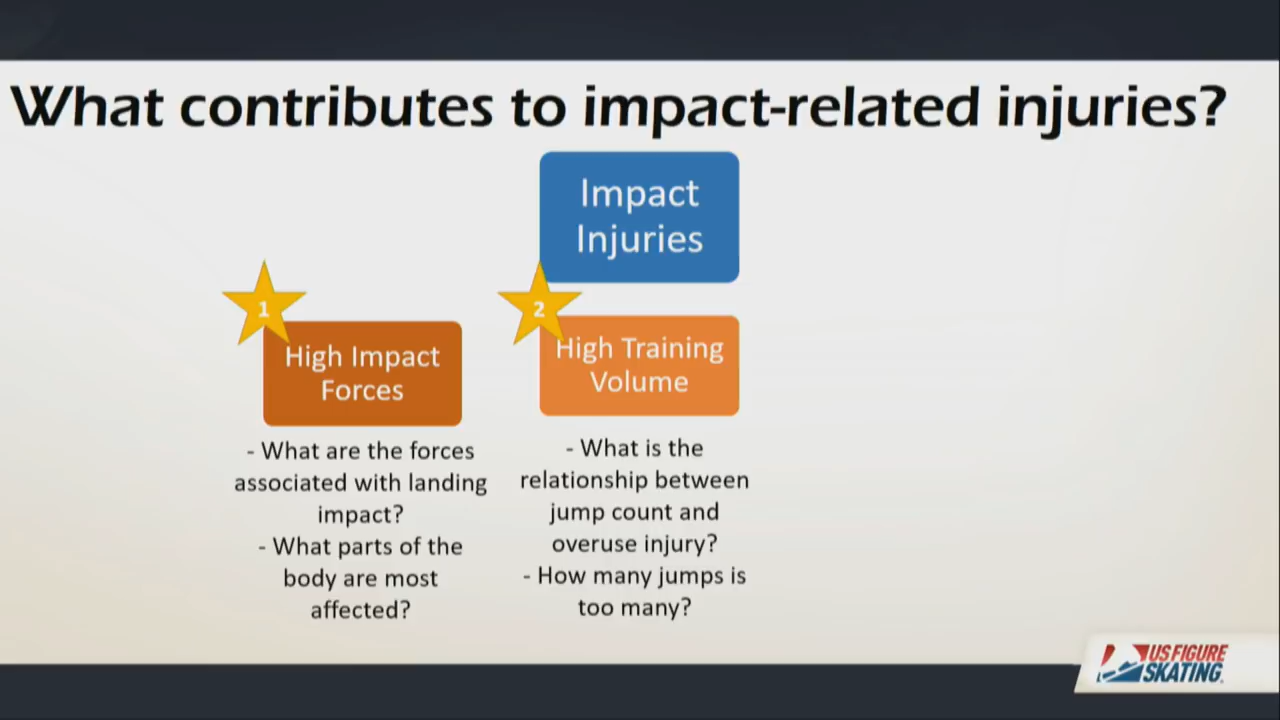 What contributes to impact-related injuries?
Impact
Injuries
1
High Impact
Forces
- What are the forces
associated with landing
impact?
- What parts of the
body are most
affected?
2
High Training
Volume
- What is the
relationship between
jump count and
overuse injury?
- How many jumps is
too many?
US FIGURE
SKATING